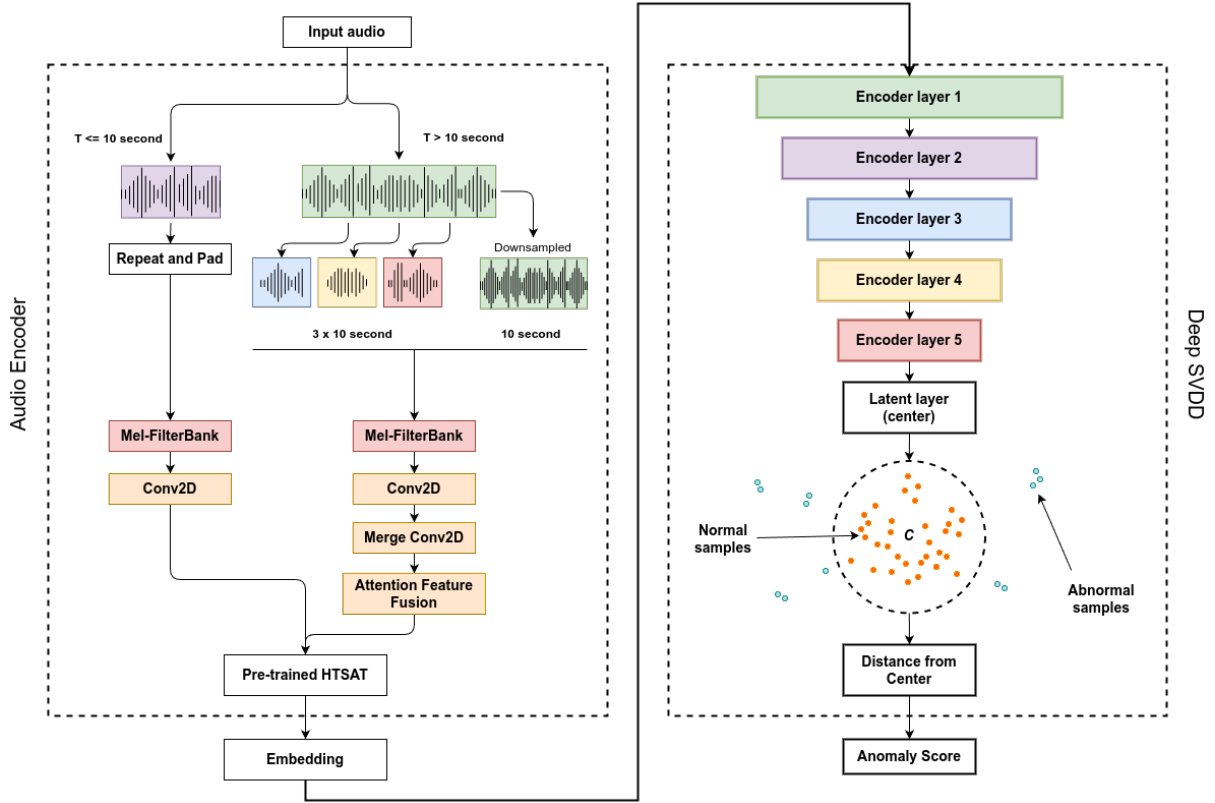 Input audio
Audio Encoder
T <= 10 second
T > 10 second
Repeat and Pad
Downsampled
3 x 10 second
10 second
Mel-FilterBank
Conv2D
Mel-FilterBank
Conv2D
Merge Conv2D
Attention Feature
Fusion
Pre-trained HTSAT
Embedding
Deep SVDD
Encoder layer 1
Encoder layer 2
Encoder layer 3
Encoder layer 4
Encoder layer 5
Latent layer
(center)
Normal
samples
C
Abnormal
samples
Distance from
Center
Anomaly Score